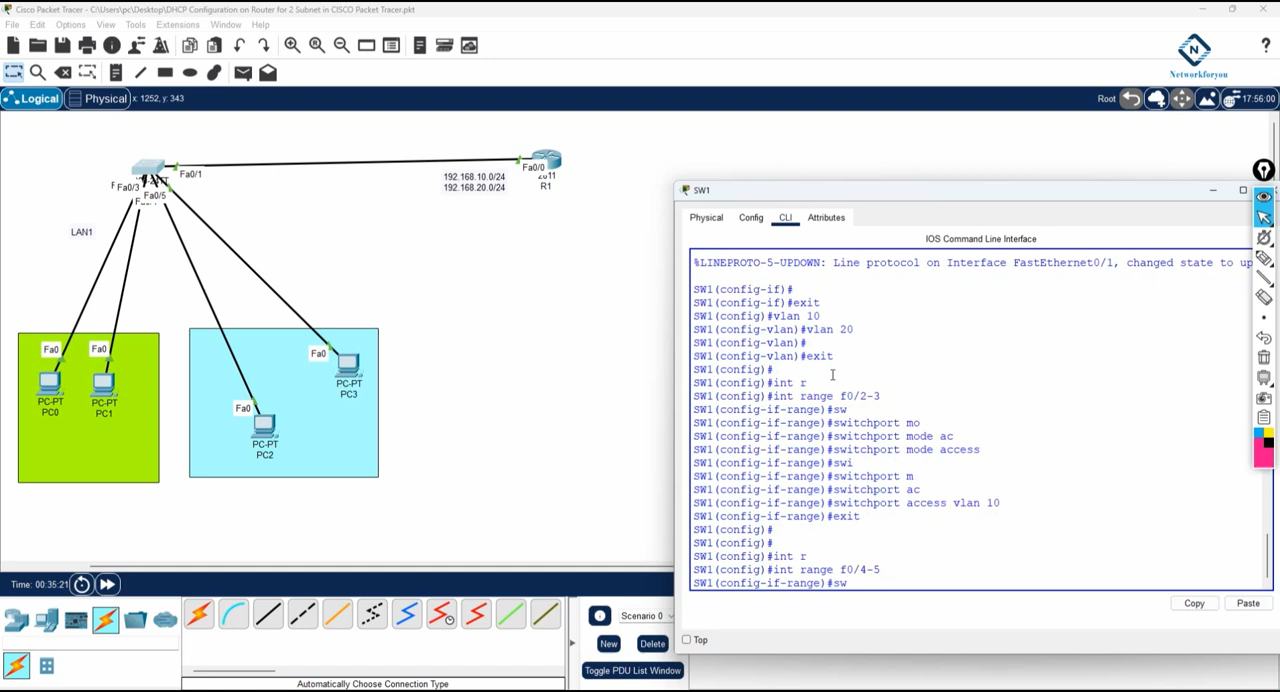 Cisco Packet Tracer - C:\Users\pc\Desktop\DHCP Configuration on Router for 2 Subnet in CISCO Packet Tracer.pkt
File Edit Options View Tools Extensions Window Help
Networkforyou
Logical Physical x: 1252, y: 343
Root 17:56:00
Fa0/1
Fa0/0
2811
R1
192.168.10.0/24
192.168.20.0/24
Fa0/3
Fa0/5
LAN1
Fa0
Fa0
Fa0
Fa0
PC-PT
PC0
PC-PT
PC1
PC-PT
PC3
PC-PT
PC2
SW1
Physical Config CLI Attributes
IOS Command Line Interface
%LINEPROTO-5-UPDOWN: Line protocol on Interface FastEthernet0/1, changed state to up
SW1(config-if)#
SW1(config-if)#exit
SW1(config)#vlan 10
SW1(config-vlan)#vlan 20
SW1(config-vlan)#
SW1(config-vlan)#exit
SW1(config)#
SW1(config)#int r
SW1(config)#int range f0/2-3
SW1(config-if-range)#sw
SW1(config-if-range)#switchport mo
SW1(config-if-range)#switchport mode ac
SW1(config-if-range)#switchport mode access
SW1(config-if-range)#swi
SW1(config-if-range)#switchport m
SW1(config-if-range)#switchport ac
SW1(config-if-range)#switchport access vlan 10
SW1(config-if-range)#exit
SW1(config)#
SW1(config)#
SW1(config)#int r
SW1(config)#int range f0/4-5
SW1(config-if-range)#sw
Copy Paste
Top
Time: 00:35:21
Scenario 0
New Delete
Toggle PDU List Window
Automatically Choose Connection Type